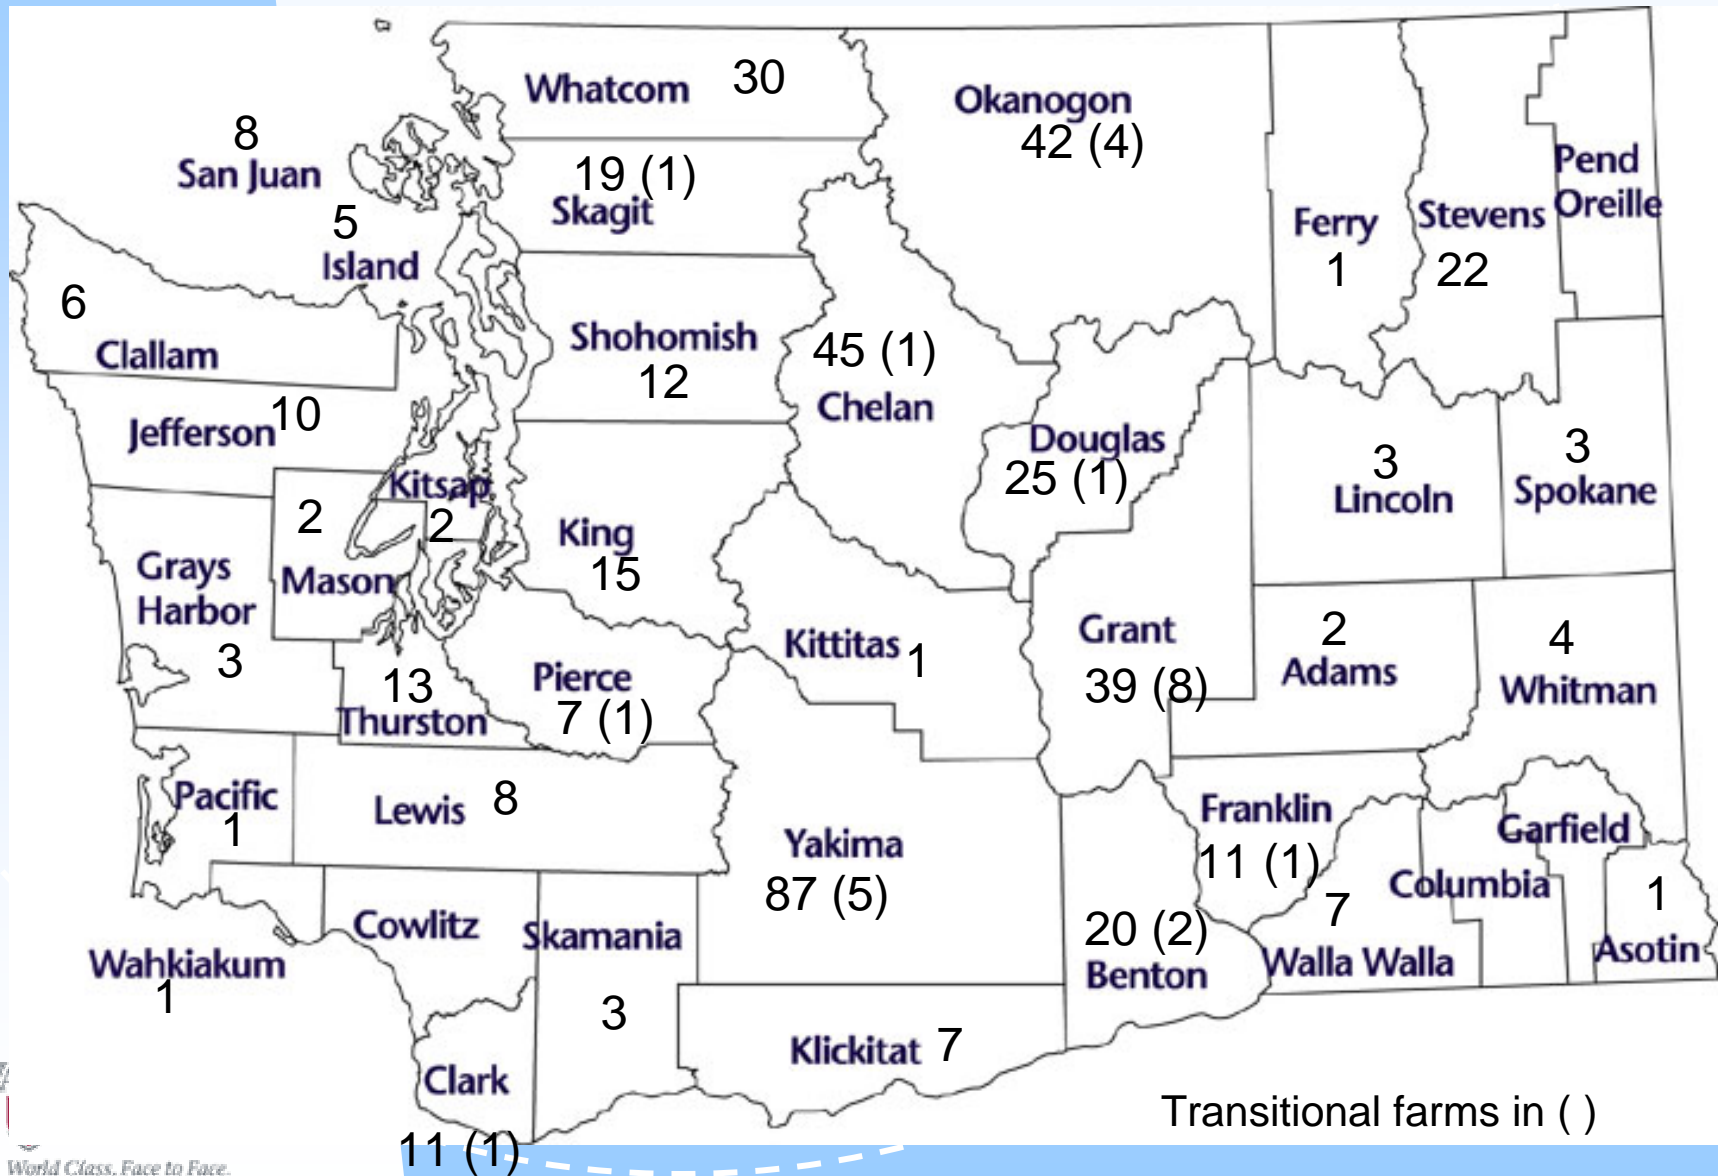 Whatcom 30
Okanogon
42 (4)
8
San Juan
19 (1)
Skagit
Pend
Oreille
5
Island
Ferry
1
Stevens
22
6
Clallam
Shohomish
12
45 (1)
Chelan
Jefferson 10
Douglas
25 (1)
3
Lincoln
3
Spokane
Kitsap
2
2
Mason
King
15
Grays
Harbor
3
Kittitas 1
Grant
39 (8)
2
Adams
4
Whitman
13
Thurston
Pierce
7 (1)
Pacific
1
Lewis 8
Yakima
87 (5)
Franklin
11 (1)
Garfield
Columbia
7
Walla Walla
1
Asotin
20 (2)
Benton
Cowlitz
Skamania
3
Wahkiakum
1
Klickitat 7
Clark
11 (1)
Transitional farms in ( )
World Class. Face to Face.